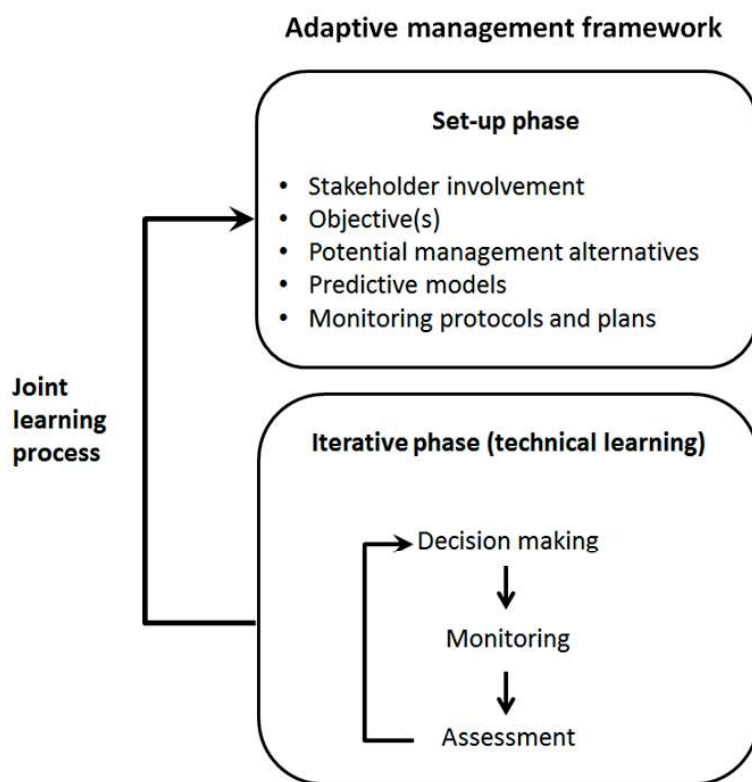 Adaptive management framework
Set-up phase
• Stakeholder involvement
• Objective(s)
• Potential management alternatives
• Predictive models
• Monitoring protocols and plans
Joint
learning
process
Iterative phase (technical learning)
Decision making
Monitoring
Assessment